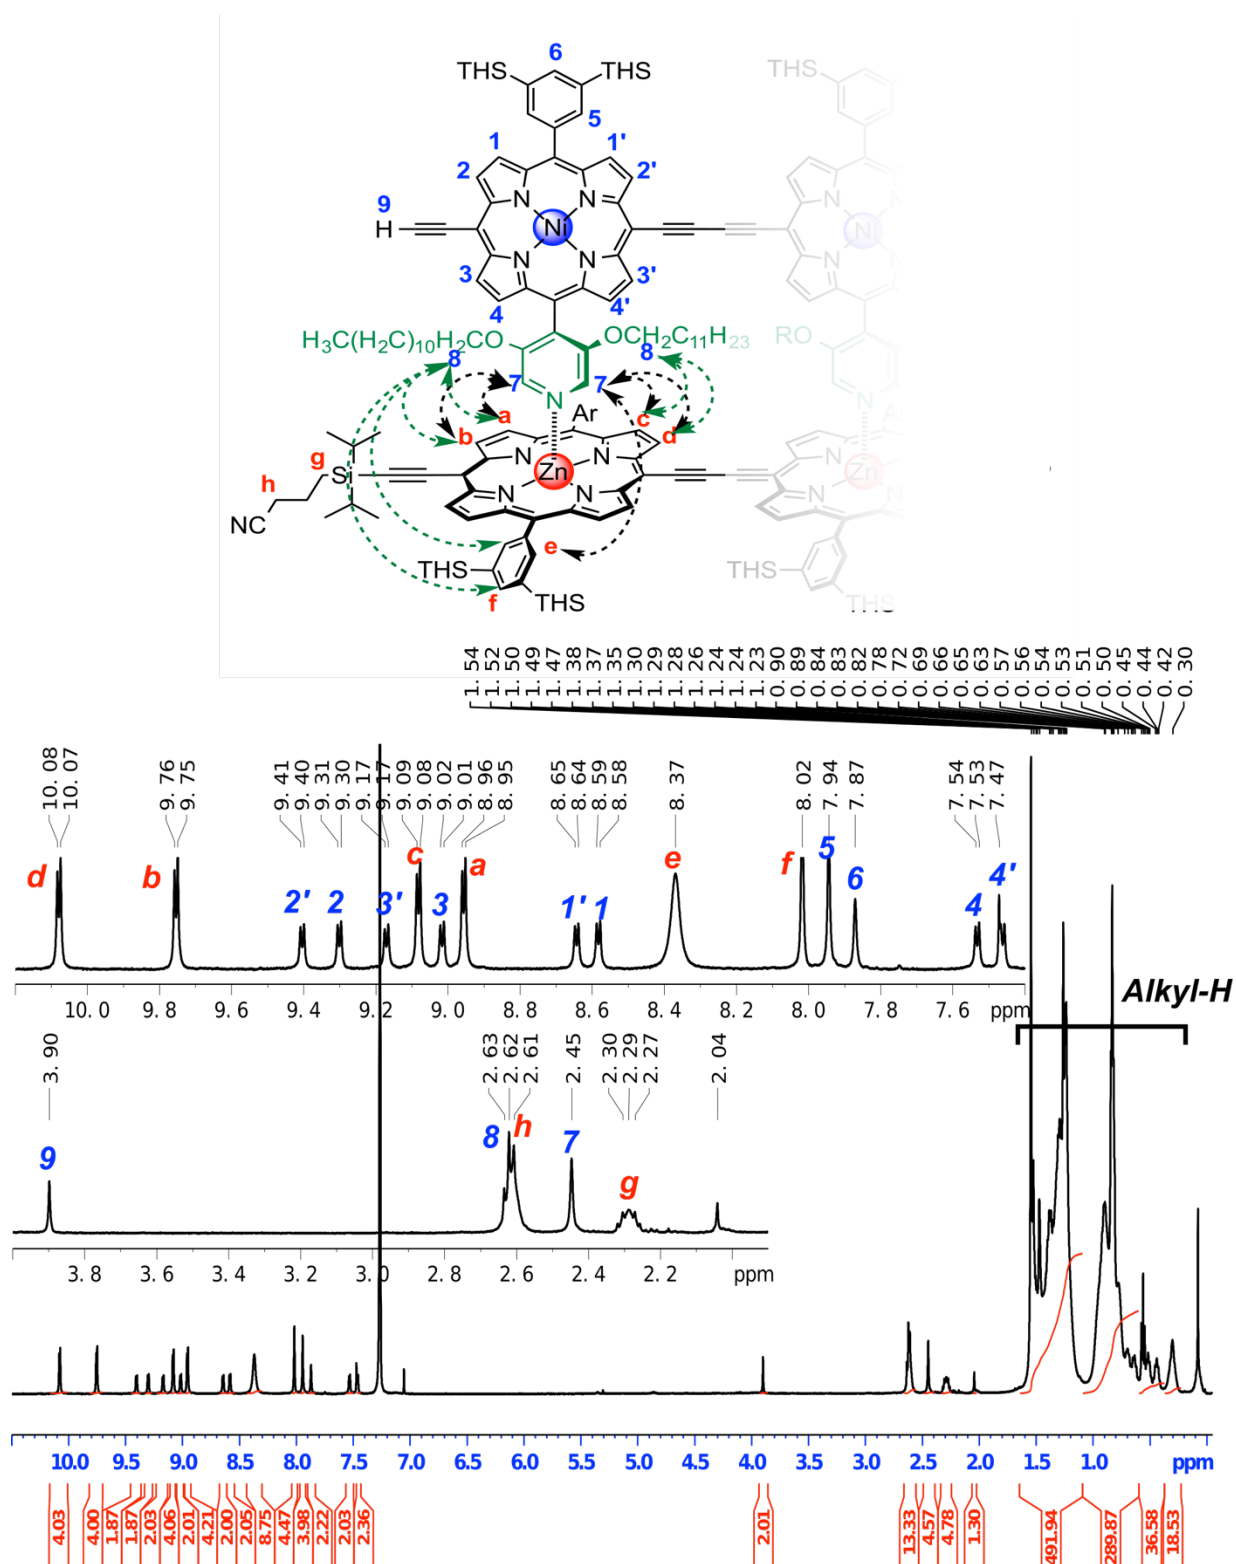 6
THS THS THS
5
1 1'
2 2'
9 N N
H Ni Ni
N N
3 3'
4 4'
H₃C(H₂C)₁₀H₂CO OCH₂C₁₁H₂₃ RO
8 8
7 N 7 N
a Ar c Ar
b d
g N N
h Si Zn Zn
N N
NC
e
THS THS
f THS THS
1.54 1.52 1.50 1.49 1.47 1.38 1.37 1.35 1.30 1.29 1.28 1.26 1.24 1.24 1.23 0.90 0.89 0.84 0.83 0.82 0.78 0.72 0.69 0.66 0.65 0.63 0.57 0.56 0.54 0.53 0.51 0.50 0.45 0.44 0.42 0.30
10.08 10.07 9.76 9.75 9.41 9.40 9.31 9.30 9.17 9.17 9.09 9.08 9.02 9.01 8.96 8.95 8.65 8.64 8.59 8.58 8.37 8.02 7.94 7.87 7.54 7.53 7.47
d b 2' 2 3' c 3 a 1' 1 e f 5 6 4 4'
10.0 9.8 9.6 9.4 9.2 9.0 8.8 8.6 8.4 8.2 8.0 7.8 7.6 ppm
Alkyl-H
3.90 2.63 2.62 2.61 2.45 2.30 2.29 2.27 2.04
9 8 h 7 g
3.8 3.6 3.4 3.2 3.0 2.8 2.6 2.4 2.2 ppm
10.0 9.5 9.0 8.5 8.0 7.5 7.0 6.5 6.0 5.5 5.0 4.5 4.0 3.5 3.0 2.5 2.0 1.5 1.0 ppm
4.03 4.00 1.87 1.87 2.03 4.06 2.01 4.21 2.00 2.05 8.75 4.47 3.98 2.22 2.03 2.36 2.01 13.33 4.57 4.78 1.30 491.94 289.87 36.58 18.53